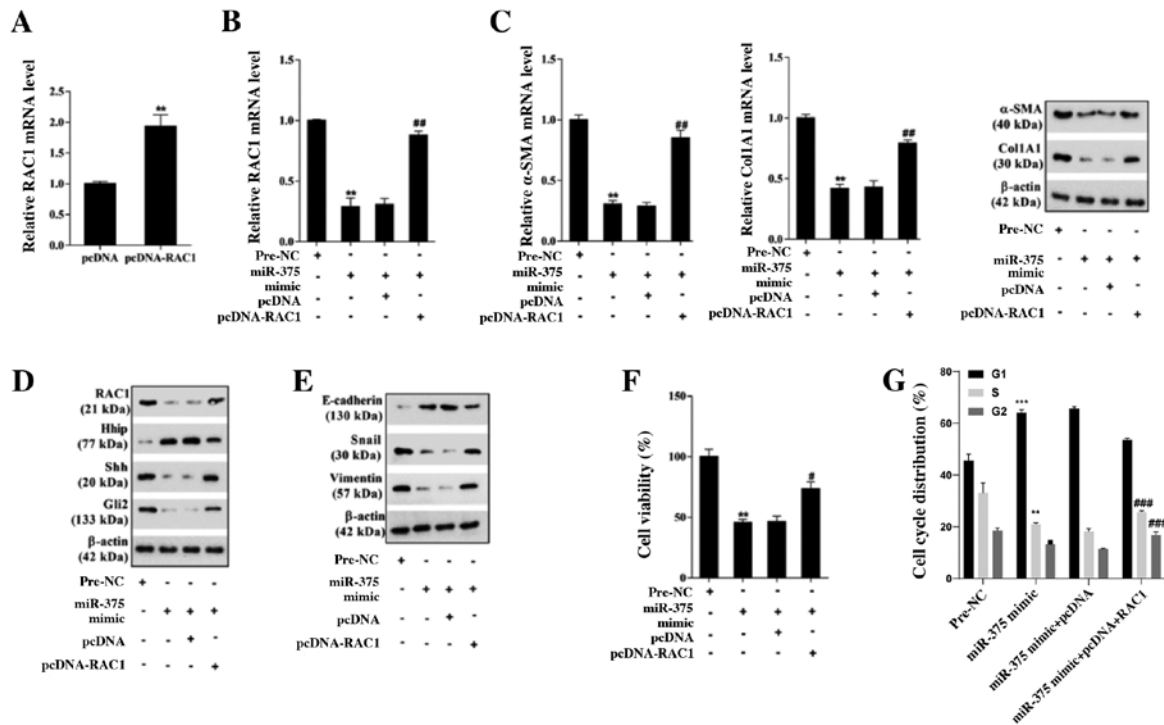 A
Relative RAC1 mRNA level
2.5
2.0
1.5
1.0
0.5
0.0
**
pcDNA pcDNA-RAC1
B
Relative RAC1 mRNA level
1.5
1.0
0.5
0.0
** ##
Pre-NC + - - -
miR-375 mimic - + + +
pcDNA - - + -
pcDNA-RAC1 - - - +
C
Relative α-SMA mRNA level
1.5
1.0
0.5
0.0
** ##
Pre-NC + - - -
miR-375 mimic - + + +
pcDNA - - + -
pcDNA-RAC1 - - - +
Relative Col1A1 mRNA level
1.5
1.0
0.5
0.0
** ##
Pre-NC + - - -
miR-375 mimic - + + +
pcDNA - - + -
pcDNA-RAC1 - - - +
α-SMA
(40 kDa)
Col1A1
(30 kDa)
β-actin
(42 kDa)
Pre-NC + - - -
miR-375 mimic - + + +
pcDNA - - + -
pcDNA-RAC1 - - - +
D
RAC1
(21 kDa)
Hhip
(77 kDa)
Shh
(20 kDa)
Gli2
(133 kDa)
β-actin
(42 kDa)
Pre-NC + - - -
miR-375 mimic - + + +
pcDNA - - + -
pcDNA-RAC1 - - - +
E
E-cadherin
(130 kDa)
Snail
(30 kDa)
Vimentin
(57 kDa)
β-actin
(42 kDa)
Pre-NC + - - -
miR-375 mimic - + + +
pcDNA - - + -
pcDNA-RAC1 - - - +
F
Cell viability (%)
150
100
50
0
** #
Pre-NC + - - -
miR-375 mimic - + + +
pcDNA - - + -
pcDNA-RAC1 - - - +
G
Cell cycle distribution (%)
80
60
40
20
0
G1
S
G2
***
**
###
###
Pre-NC
miR-375 mimic
miR-375 mimic+pcDNA
miR-375 mimic+pcDNA+RAC1